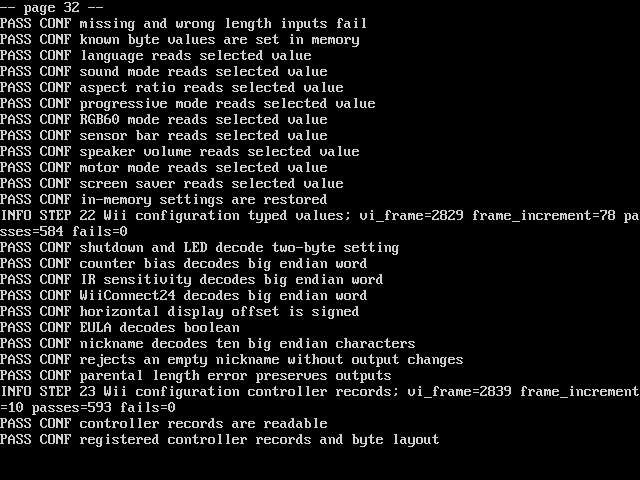 -- page 32 --
PASS CONF missing and wrong length inputs fail
PASS CONF known byte values are set in memory
PASS CONF language reads selected value
PASS CONF sound mode reads selected value
PASS CONF aspect ratio reads selected value
PASS CONF progressive mode reads selected value
PASS CONF RGB60 mode reads selected value
PASS CONF sensor bar reads selected value
PASS CONF speaker volume reads selected value
PASS CONF motor mode reads selected value
PASS CONF screen saver reads selected value
PASS CONF in-memory settings are restored
INFO STEP 22 Wii configuration typed values; vi_frame=2829 frame_increment=78 pa
sses=584 fails=0
PASS CONF shutdown and LED decode two-byte setting
PASS CONF counter bias decodes big endian word
PASS CONF IR sensitivity decodes big endian word
PASS CONF WiiConnect24 decodes big endian word
PASS CONF horizontal display offset is signed
PASS CONF EULA decodes boolean
PASS CONF nickname decodes ten big endian characters
PASS CONF rejects an empty nickname without output changes
PASS CONF parental length error preserves outputs
INFO STEP 23 Wii configuration controller records; vi_frame=2839 frame_increment
=10 passes=593 fails=0
PASS CONF controller records are readable
PASS CONF registered controller records and byte layout